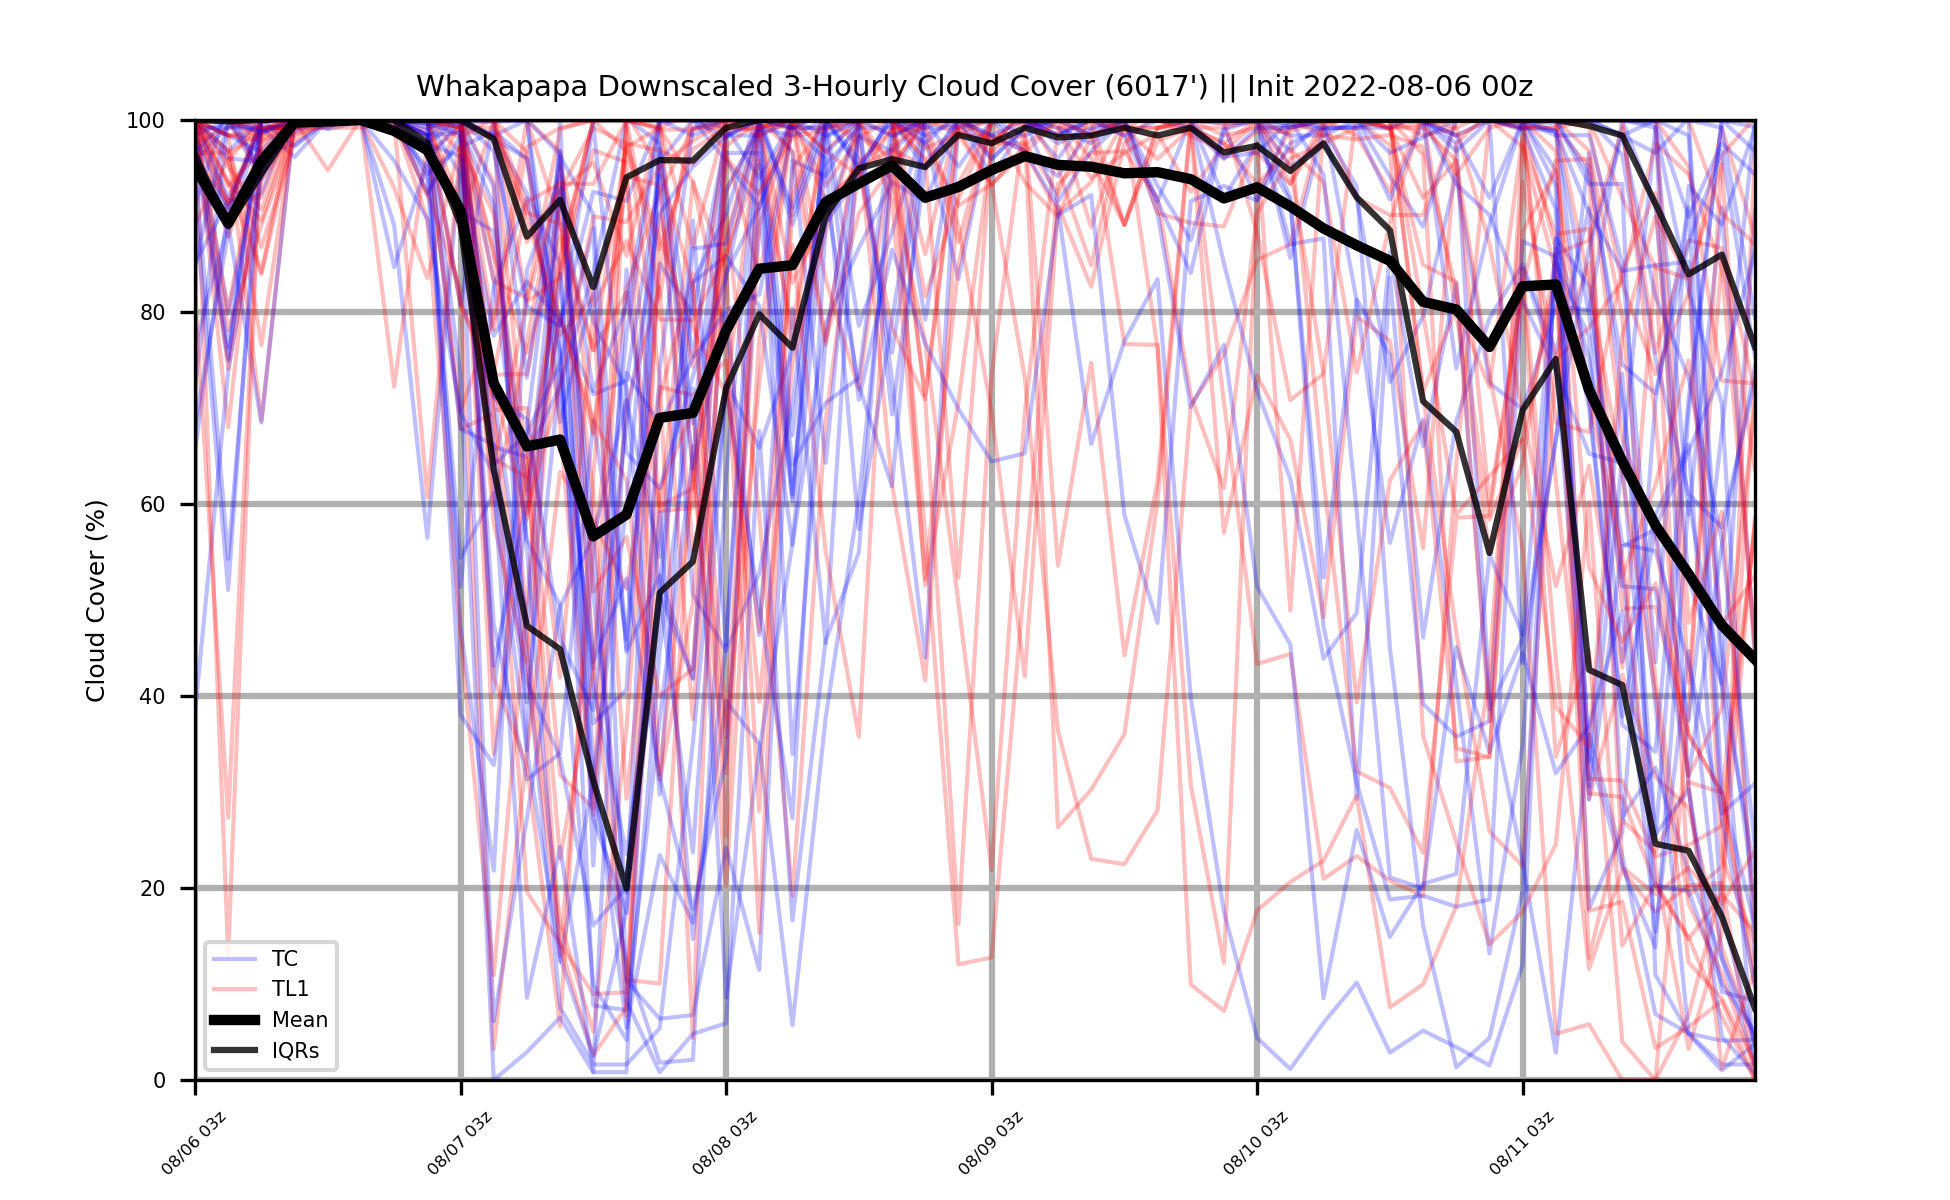 Whakapapa Downscaled 3-Hourly Cloud Cover (6017') || Init 2022-08-06 00z
Cloud Cover (%)
100
80
60
40
20
0
TC
TL1
Mean
IQRs
08/06 03z
08/07 03z
08/08 03z
08/09 03z
08/10 03z
08/11 03z